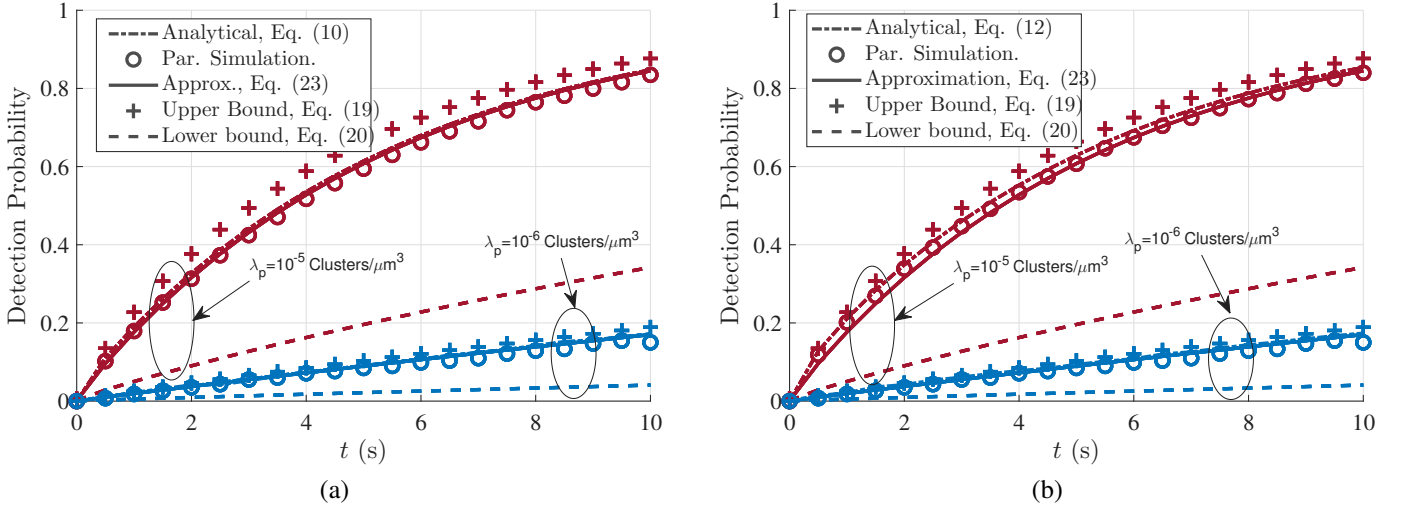 Analytical, Eq. (10)
Par. Simulation.
Approx., Eq. (23)
Upper Bound, Eq. (19)
Lower bound, Eq. (20)
λp=10-5 Clusters/μm3
λp=10-6 Clusters/μm3
Detection Probability
0
0.2
0.4
0.6
0.8
1
0 2 4 6 8 10
t (s)
(a)
Analytical, Eq. (12)
Par. Simulation.
Approximation, Eq. (23)
Upper Bound, Eq. (19)
Lower bound, Eq. (20)
λp=10-5 Clusters/μm3
λp=10-6 Clusters/μm3
Detection Probability
0
0.2
0.4
0.6
0.8
1
0 2 4 6 8 10
t (s)
(b)